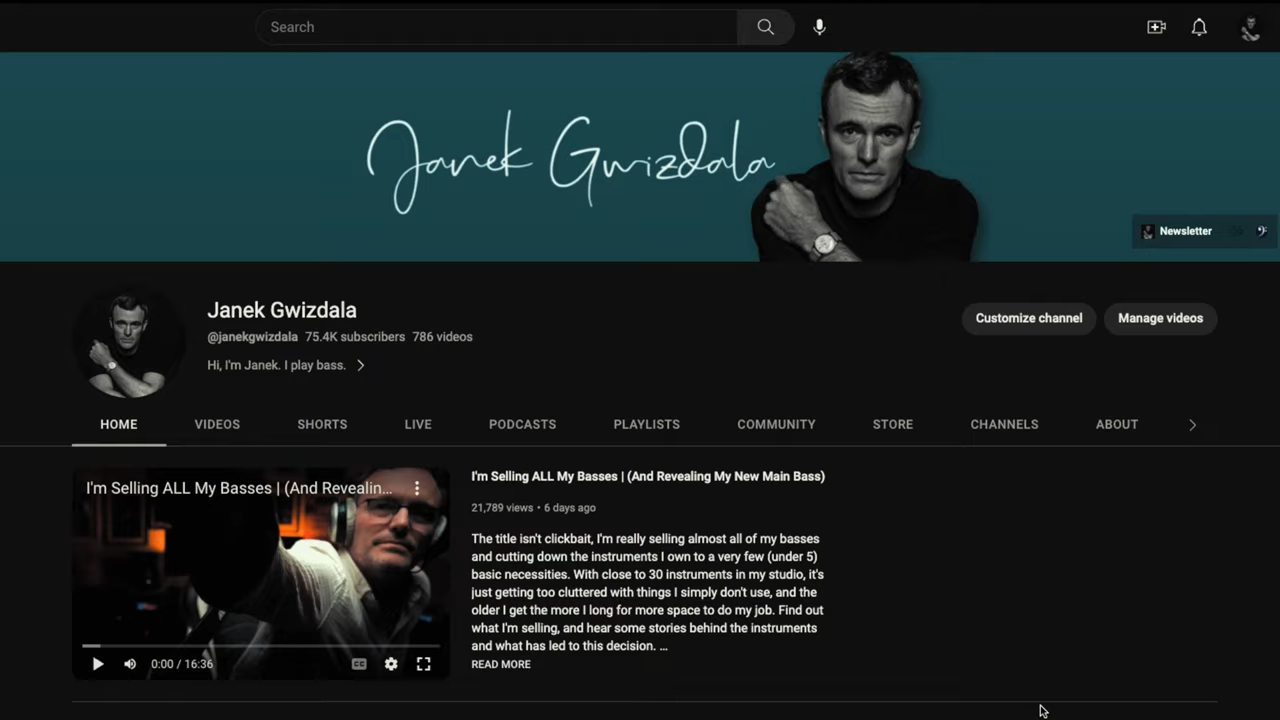 Search
Janek Gwizdala
Newsletter
Janek Gwizdala
@janekgwizdala 75.4K subscribers 786 videos
Hi, I'm Janek. I play bass.
Customize channel
Manage videos
HOME
VIDEOS
SHORTS
LIVE
PODCASTS
PLAYLISTS
COMMUNITY
STORE
CHANNELS
ABOUT
I'm Selling ALL My Basses | (And Revealin...
0:00 / 16:36
CC
I'm Selling ALL My Basses | (And Revealing My New Main Bass)
21,789 views • 6 days ago
The title isn't clickbait, I'm really selling almost all of my basses
and cutting down the instruments I own to a very few (under 5)
basic necessities. With close to 30 instruments in my studio, it's
just getting too cluttered with things I simply don't use, and the
older I get the more I long for more space to do my job. Find out
what I'm selling, and hear some stories behind the instruments
and what has led to this decision. ...
READ MORE